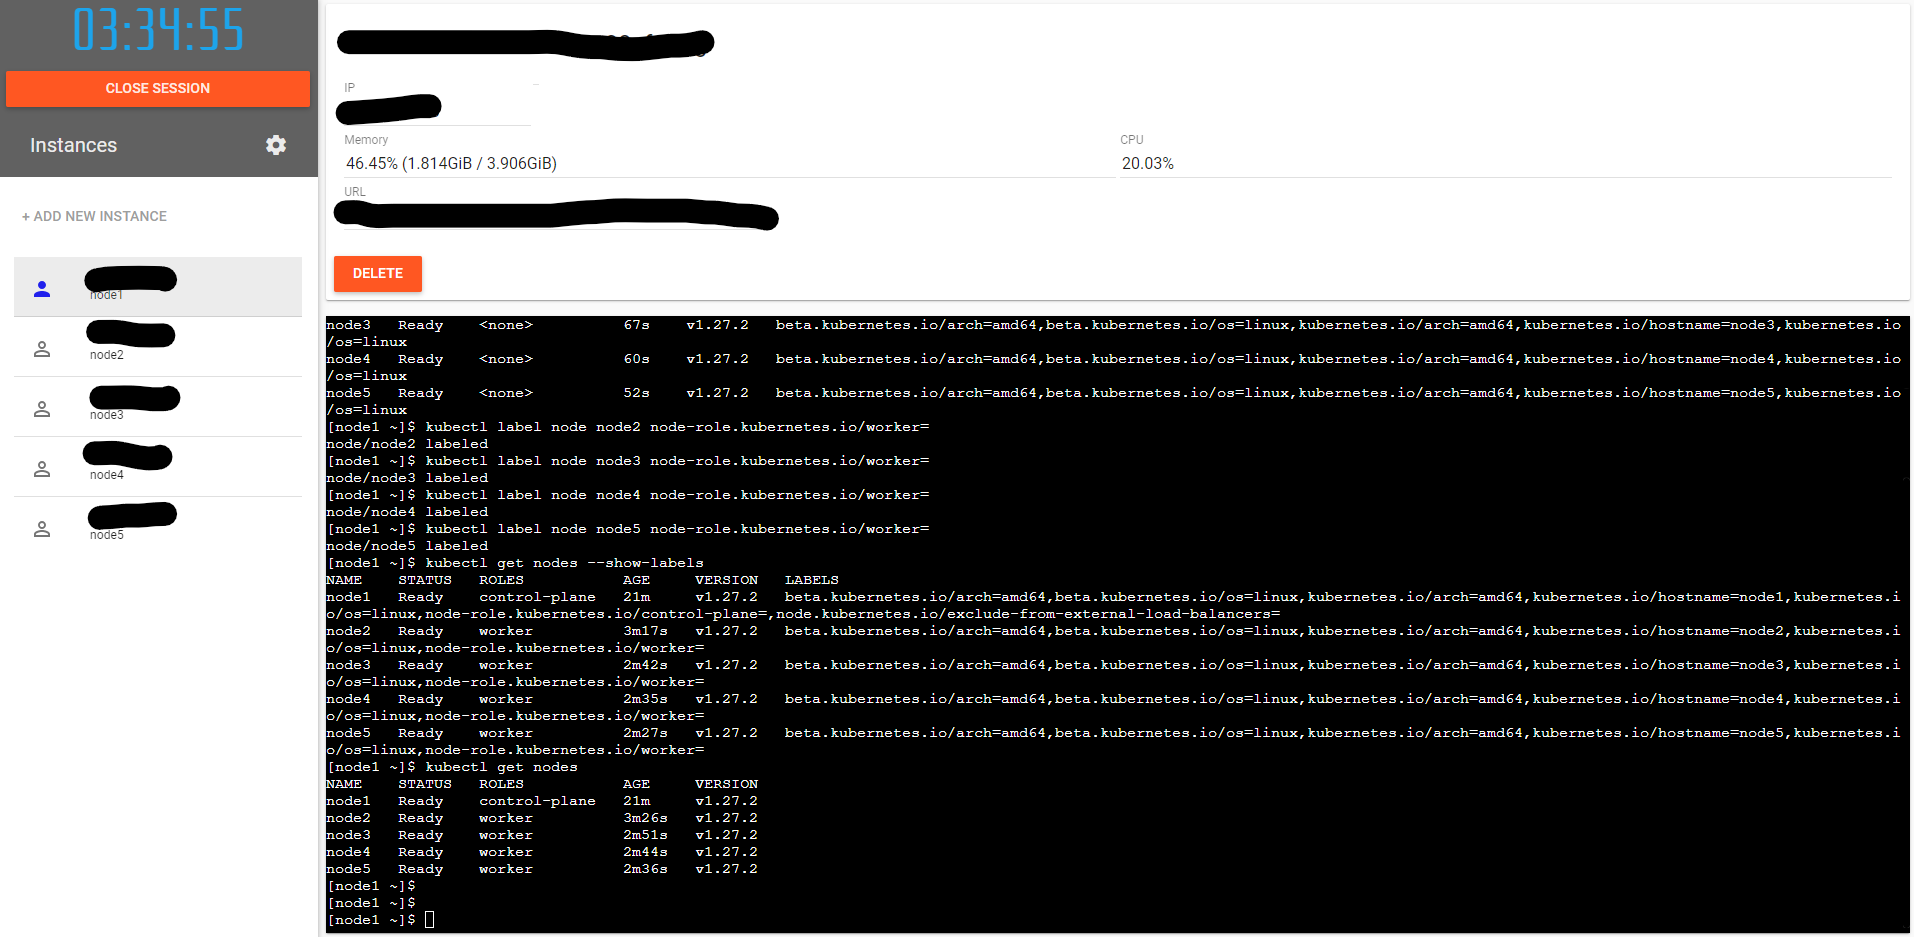 03:34:55
CLOSE SESSION
Instances
+ ADD NEW INSTANCE
node1
node2
node3
node4
node5
IP
Memory
46.45% (1.814GiB / 3.906GiB)
CPU
20.03%
URL
DELETE
node3   Ready    <none>          67s    v1.27.2   beta.kubernetes.io/arch=amd64,beta.kubernetes.io/os=linux,kubernetes.io/arch=amd64,kubernetes.io/hostname=node3,kubernetes.io
/os=linux
node4   Ready    <none>          60s    v1.27.2   beta.kubernetes.io/arch=amd64,beta.kubernetes.io/os=linux,kubernetes.io/arch=amd64,kubernetes.io/hostname=node4,kubernetes.io
/os=linux
node5   Ready    <none>          52s    v1.27.2   beta.kubernetes.io/arch=amd64,beta.kubernetes.io/os=linux,kubernetes.io/arch=amd64,kubernetes.io/hostname=node5,kubernetes.io
/os=linux
[node1 ~]$ kubectl label node node2 node-role.kubernetes.io/worker=
node/node2 labeled
[node1 ~]$ kubectl label node node3 node-role.kubernetes.io/worker=
node/node3 labeled
[node1 ~]$ kubectl label node node4 node-role.kubernetes.io/worker=
node/node4 labeled
[node1 ~]$ kubectl label node node5 node-role.kubernetes.io/worker=
node/node5 labeled
[node1 ~]$ kubectl get nodes --show-labels
NAME    STATUS   ROLES           AGE     VERSION   LABELS
node1   Ready    control-plane   21m     v1.27.2   beta.kubernetes.io/arch=amd64,beta.kubernetes.io/os=linux,kubernetes.io/arch=amd64,kubernetes.io/hostname=node1,kubernetes.i
o/os=linux,node-role.kubernetes.io/control-plane=,node.kubernetes.io/exclude-from-external-load-balancers=
node2   Ready    worker          3m17s   v1.27.2   beta.kubernetes.io/arch=amd64,beta.kubernetes.io/os=linux,kubernetes.io/arch=amd64,kubernetes.io/hostname=node2,kubernetes.i
o/os=linux,node-role.kubernetes.io/worker=
node3   Ready    worker          2m42s   v1.27.2   beta.kubernetes.io/arch=amd64,beta.kubernetes.io/os=linux,kubernetes.io/arch=amd64,kubernetes.io/hostname=node3,kubernetes.i
o/os=linux,node-role.kubernetes.io/worker=
node4   Ready    worker          2m35s   v1.27.2   beta.kubernetes.io/arch=amd64,beta.kubernetes.io/os=linux,kubernetes.io/arch=amd64,kubernetes.io/hostname=node4,kubernetes.i
o/os=linux,node-role.kubernetes.io/worker=
node5   Ready    worker          2m27s   v1.27.2   beta.kubernetes.io/arch=amd64,beta.kubernetes.io/os=linux,kubernetes.io/arch=amd64,kubernetes.io/hostname=node5,kubernetes.i
o/os=linux,node-role.kubernetes.io/worker=
[node1 ~]$ kubectl get nodes
NAME    STATUS   ROLES           AGE     VERSION
node1   Ready    control-plane   21m     v1.27.2
node2   Ready    worker          3m26s   v1.27.2
node3   Ready    worker          2m51s   v1.27.2
node4   Ready    worker          2m44s   v1.27.2
node5   Ready    worker          2m36s   v1.27.2
[node1 ~]$
[node1 ~]$
[node1 ~]$